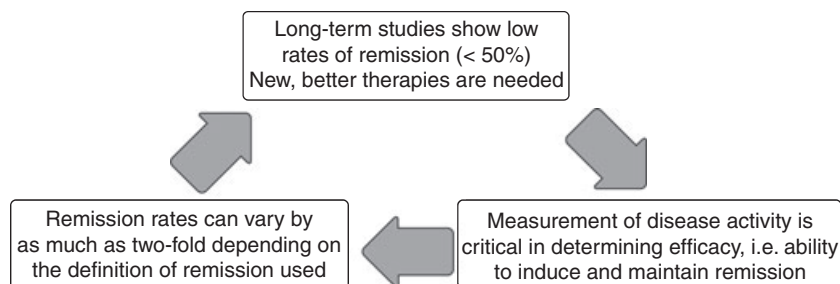 Long-term studies show low
rates of remission (< 50%)
New, better therapies are needed
Measurement of disease activity is
critical in determining efficacy, i.e. ability
to induce and maintain remission
Remission rates can vary by
as much as two-fold depending on
the definition of remission used